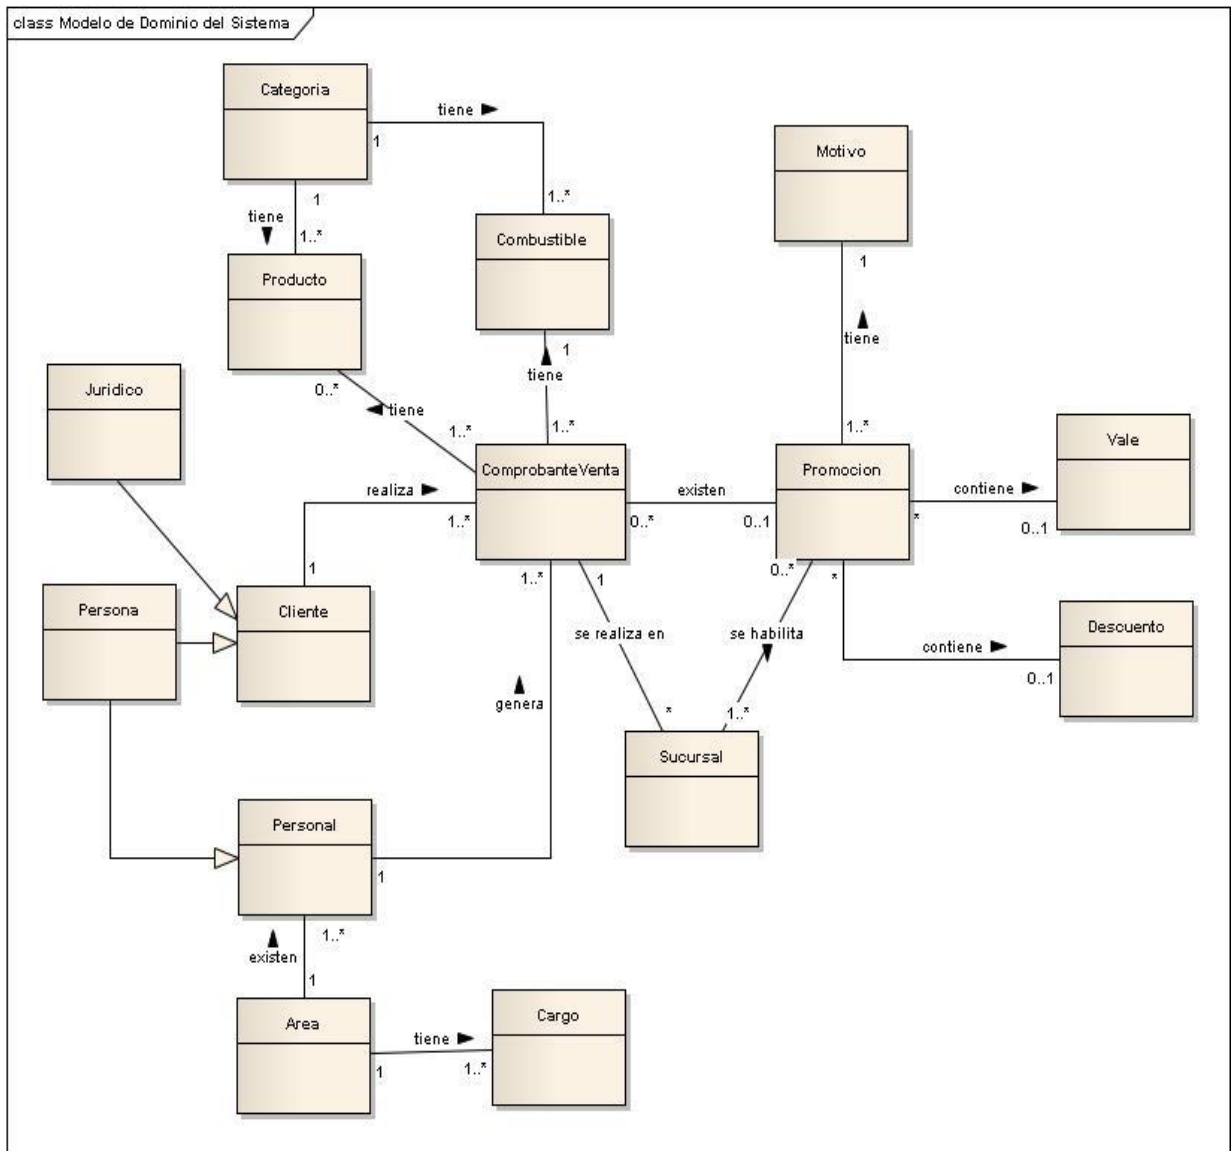 class Modelo de Dominio del Sistema
Categoria
tiene
1
1..*
Combustible
1
tiene
1..*
Producto
Motivo
1
tiene
1..*
1
tiene
1..*
0..*
tiene
1..*
Juridico
ComprobanteVenta
Promocion
Vale
realiza
1..*
1
existen
0..*
0..1
contiene
*
0..1
Persona
Cliente
1..*
1
se realiza en
*
0..*
se habilita
1..*
*
contiene
0..1
Descuento
genera
Sucursal
Personal
1
1..*
existen
1
Area
tiene
1
1..*
Cargo